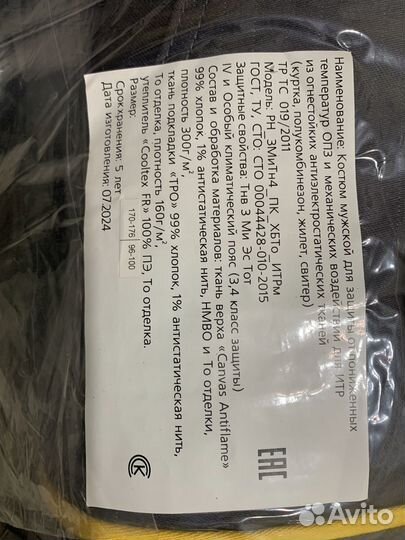 Наименование: Костюм мужской для защиты от пониженных
температур ОПЗ и механических воздействий для ИТР
из огнестойких антиэлектростатических тканей
(куртка, полукомбинезон, жилет, свитер)
ТР ТС 019/2011
Модель: РН_ЗМиТн4_ПК_ХБТо_ИТРм
ГОСТ, ТУ, СТО: СТО 00044428-010-2015
Защитные свойства: Тнв З Ми Эс Тот
IV и Особый климатический пояс (3,4 класс защиты)
Состав и обработка материалов: ткань верха «Canvas Antiflame»
99% хлопок, 1% антистатическая нить, НМВО и То отделки,
плотность 300г/м²,
ткань подкладки «ТРО» 99% хлопок, 1% антистатическая нить,
То отделка, плотность 160г/м²,
утеплитель «Cooltex FR» 100% ПЭ, То отделка.
Размер: 170-176 96-100
Срок хранения: 5 лет
Дата изготовления: 07.2024
ЕАС
Avito